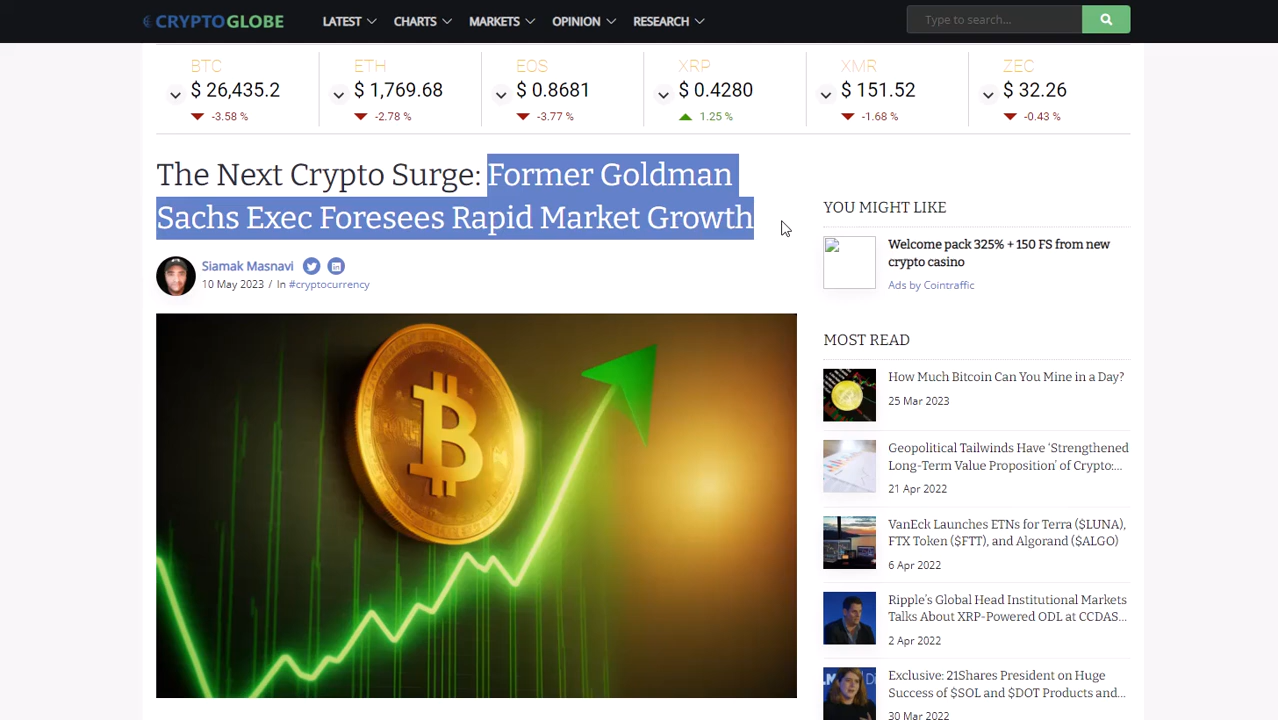 CRYPTOGLOBE LATEST CHARTS MARKETS OPINION RESEARCH Type to search...
BTC ETH EOS XRP XMR ZEC
$ 26,435.2 $ 1,769.68 $ 0.8681 $ 0.4280 $ 151.52 $ 32.26
-3.58 % -2.78 % -3.77 % 1.25 % -1.68 % -0.43 %
The Next Crypto Surge: Former Goldman
Sachs Exec Foresees Rapid Market Growth
Siamak Masnavi
10 May 2023 / In #cryptocurrency
YOU MIGHT LIKE
Welcome pack 325% + 150 FS from new
crypto casino
Ads by Cointraffic
MOST READ
How Much Bitcoin Can You Mine in a Day?
25 Mar 2023
Geopolitical Tailwinds Have ‘Strengthened
Long-Term Value Proposition’ of Crypto:...
21 Apr 2022
VanEck Launches ETNs for Terra ($LUNA),
FTX Token ($FTT), and Algorand ($ALGO)
6 Apr 2022
Ripple’s Global Head Institutional Markets
Talks About XRP-Powered ODL at CCDAS...
2 Apr 2022
Exclusive: 21Shares President on Huge
Success of $SOL and $DOT Products and...
30 Mar 2022